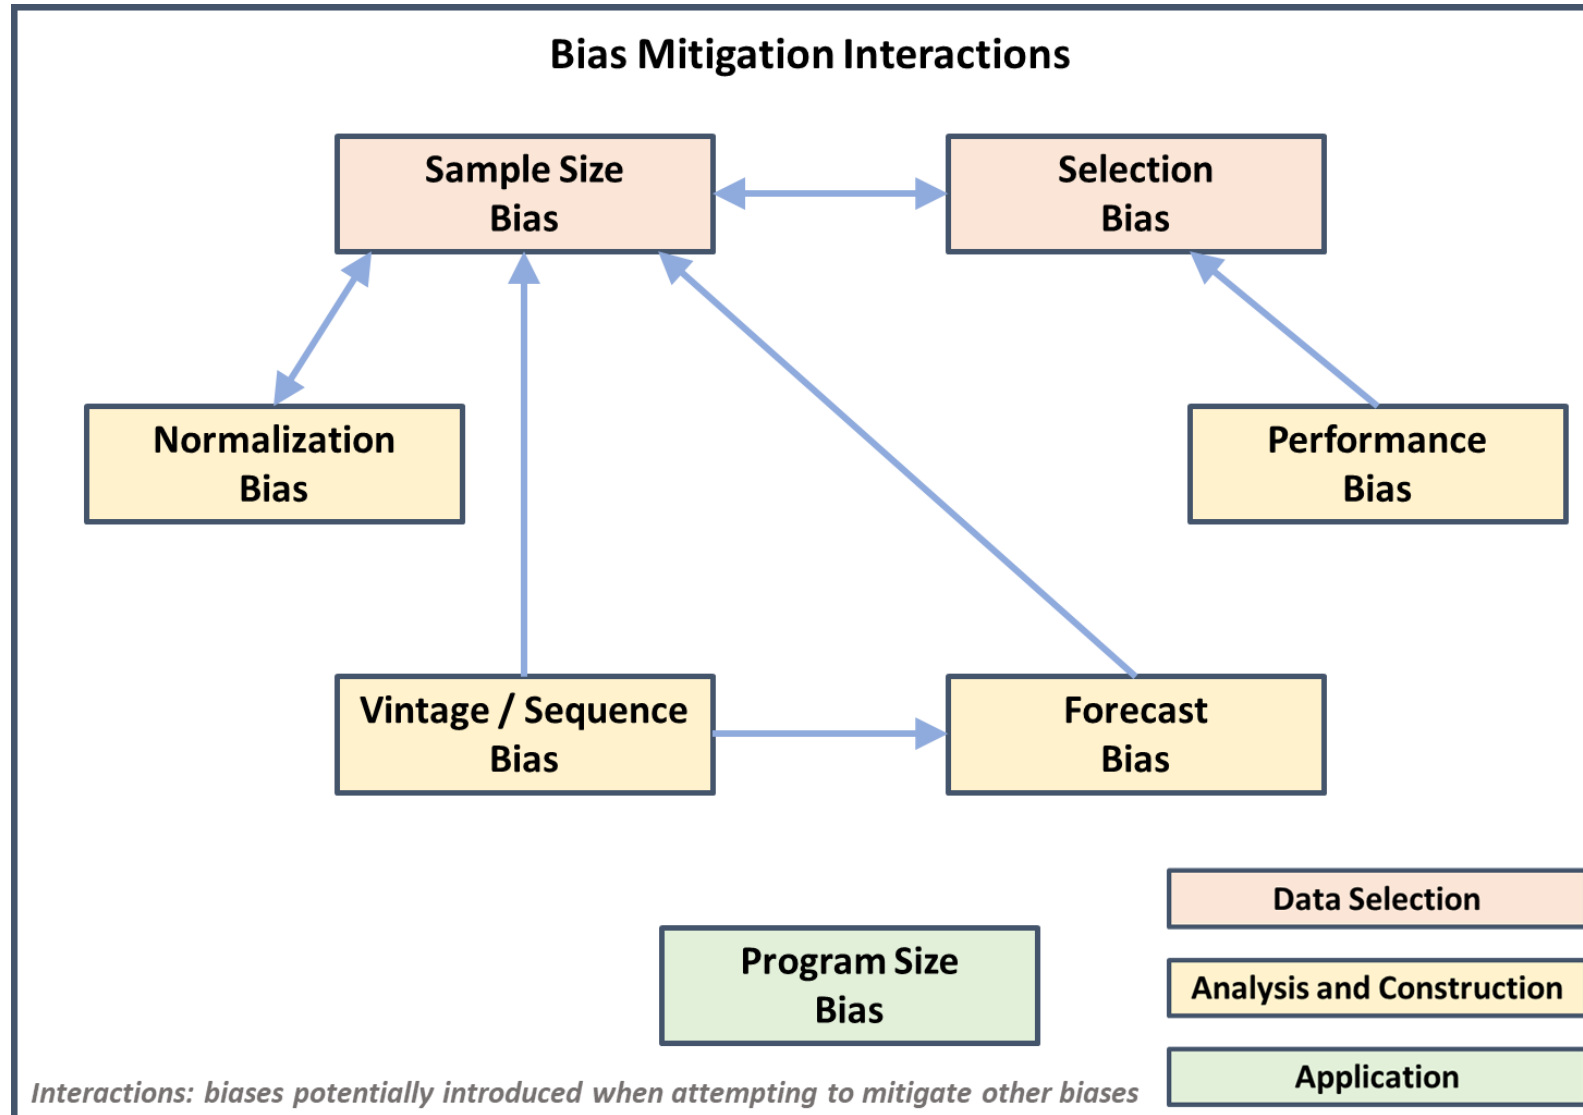 Bias Mitigation Interactions
Sample Size
Bias
Selection
Bias
Normalization
Bias
Performance
Bias
Vintage / Sequence
Bias
Forecast
Bias
Program Size
Bias
Data Selection
Analysis and Construction
Application
Interactions: biases potentially introduced when attempting to mitigate other biases